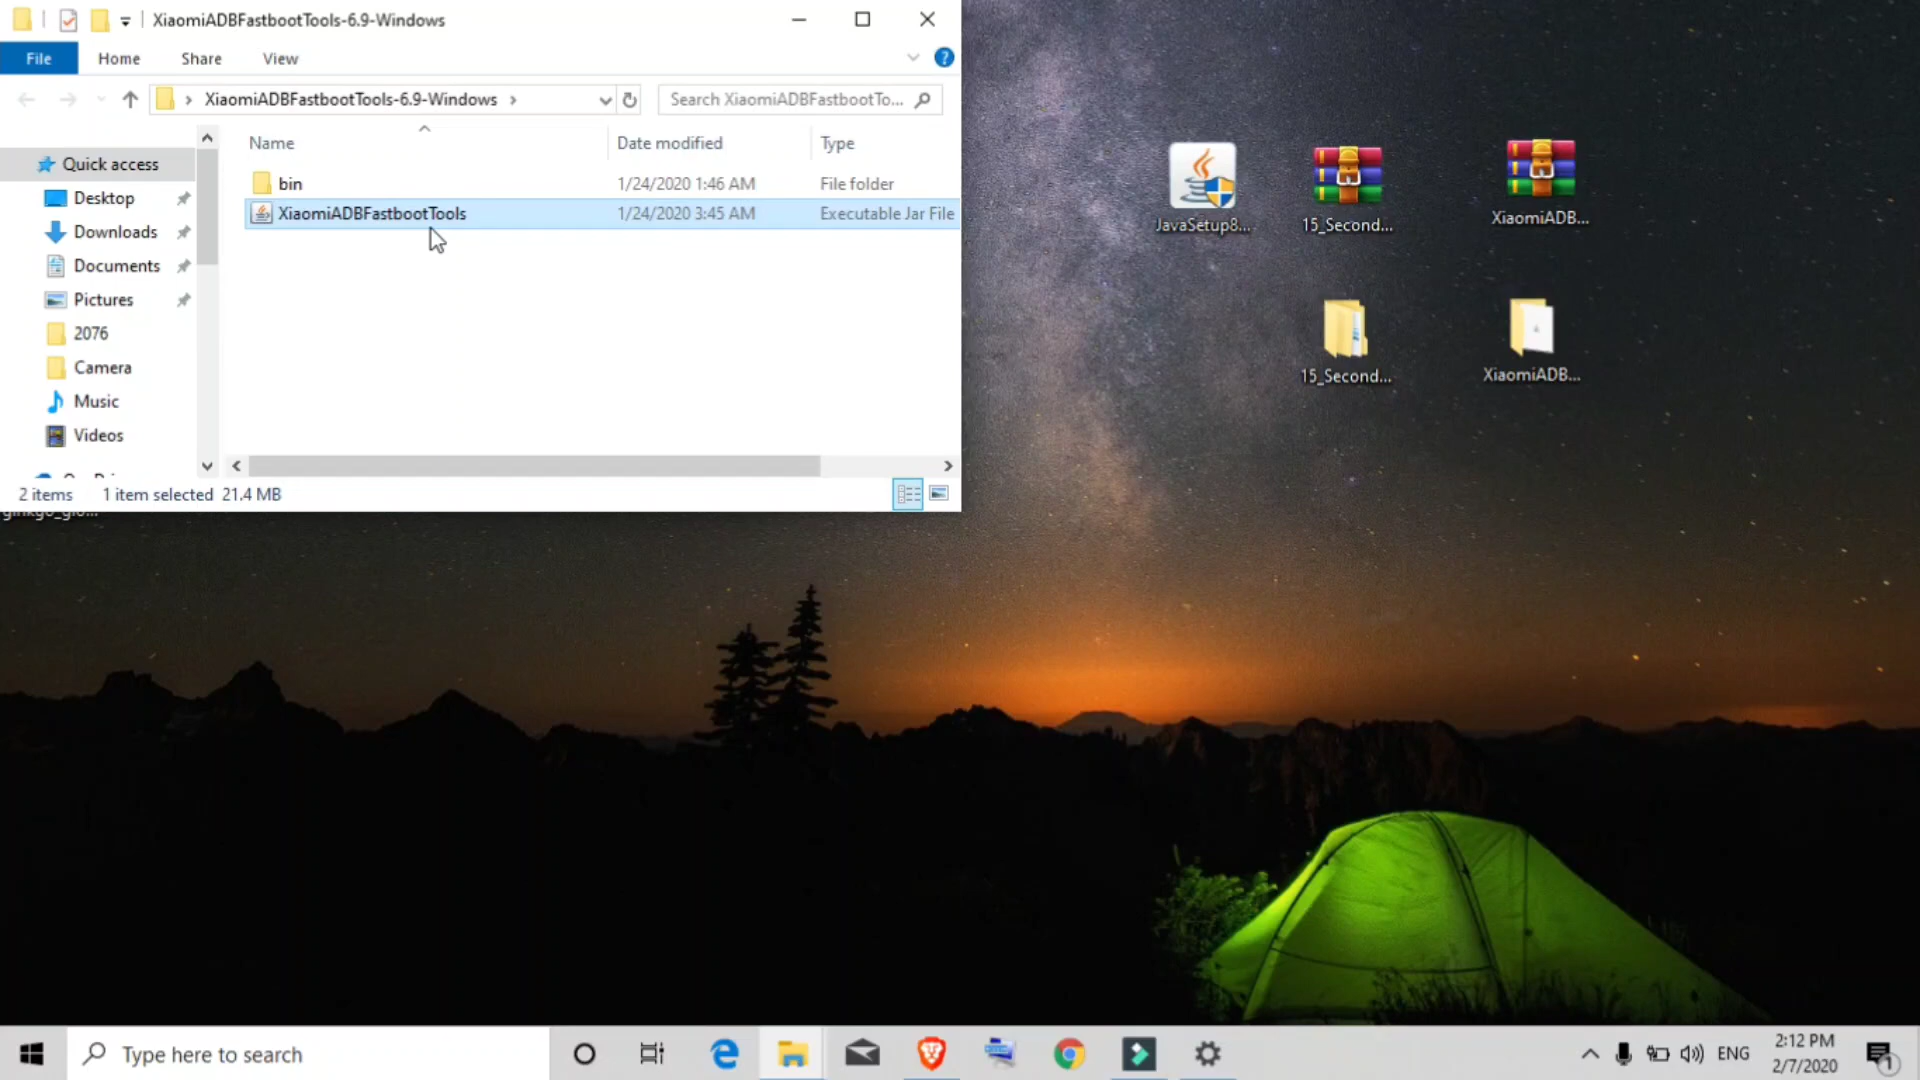 XiaomiADBFastbootTools-6.9-Windows
File Home Share View
XiaomiADBFastbootTools-6.9-Windows
Search XiaomiADBFastbootTo...
Name Date modified Type
Quick access
Desktop
Downloads
Documents
Pictures
2076
Camera
Music
Videos
bin 1/24/2020 1:46 AM File folder
XiaomiADBFastbootTools 1/24/2020 3:45 AM Executable Jar File
2 items 1 item selected 21.4 MB
JavaSetup8...
15_Second...
XiaomiADB...
15_Second...
XiaomiADB...
Type here to search
ENG
2:12 PM
2/7/2020
1